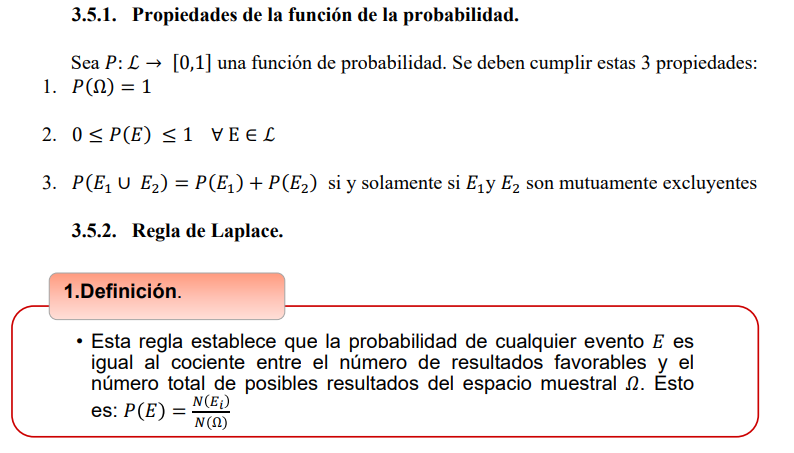 3.5.1. Propiedades de la función de la probabilidad.
Sea 𝑃: ℒ → [0,1] una función de probabilidad. Se deben cumplir estas 3 propiedades:
1. 𝑃(Ω) = 1
2. 0 ≤ 𝑃(𝐸) ≤ 1 ∀ E ∈ ℒ
3. 𝑃(𝐸₁ ∪ 𝐸₂) = 𝑃(𝐸₁) + 𝑃(𝐸₂) si y solamente si 𝐸₁y 𝐸₂ son mutuamente excluyentes
3.5.2. Regla de Laplace.
1.Definición.
• Esta regla establece que la probabilidad de cualquier evento 𝐸 es
igual al cociente entre el número de resultados favorables y el
número total de posibles resultados del espacio muestral 𝛺. Esto
es: 𝑃(𝐸) = 𝑁(𝐸ᵢ)/𝑁(Ω)